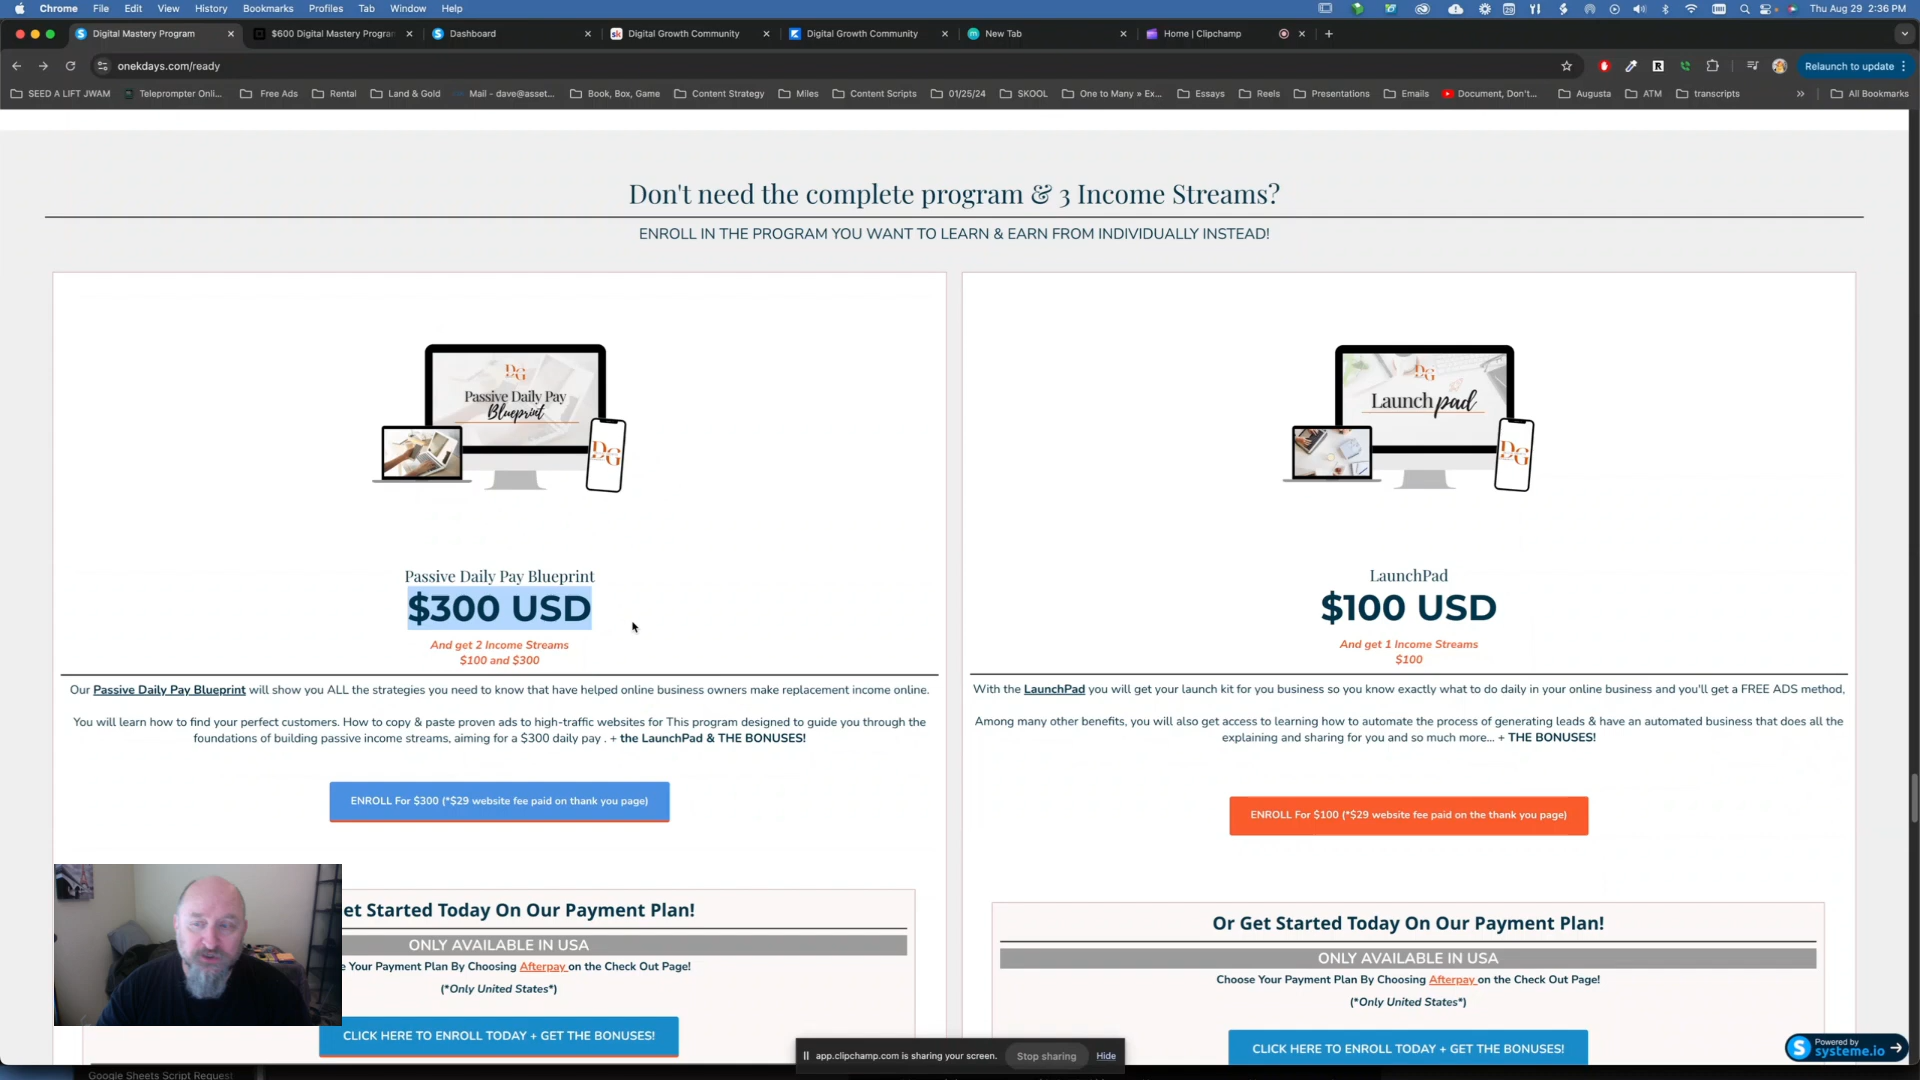 Chrome File Edit View History Bookmarks Profiles Tab Window Help
Thu Aug 29 2:36 PM
Digital Mastery Program
$600 Digital Mastery Program
Dashboard
Digital Growth Community
Digital Growth Community
New Tab
Home | Clipchamp
onekdays.com/ready
Relaunch to update
SEED A LIFT JWAM
Teleprompter Onli...
Free Ads
Rental
Land & Gold
Mail - dave@asset...
Book, Box, Game
Content Strategy
Miles
Content Scripts
01/25/24
SKOOL
One to Many » Ex...
Essays
Reels
Presentations
Emails
Document, Don't...
Augusta
ATM
transcripts
All Bookmarks
Don't need the complete program & 3 Income Streams?
ENROLL IN THE PROGRAM YOU WANT TO LEARN & EARN FROM INDIVIDUALLY INSTEAD!
DG
Passive Daily Pay
Blueprint
DG
Passive Daily Pay Blueprint
$300 USD
And get 2 Income Streams
$100 and $300
Our Passive Daily Pay Blueprint will show you ALL the strategies you need to know that have helped online business owners make replacement income online.
You will learn how to find your perfect customers. How to copy & paste proven ads to high-traffic websites for This program designed to guide you through the
foundations of building passive income streams, aiming for a $300 daily pay . + the LaunchPad & THE BONUSES!
ENROLL For $300 (*$29 website fee paid on thank you page)
et Started Today On Our Payment Plan!
ONLY AVAILABLE IN USA
e Your Payment Plan By Choosing Afterpay on the Check Out Page!
(*Only United States*)
CLICK HERE TO ENROLL TODAY + GET THE BONUSES!
DG
Launch pad
DG
LaunchPad
$100 USD
And get 1 Income Streams
$100
With the LaunchPad you will get your launch kit for you business so you know exactly what to do daily in your online business and you'll get a FREE ADS method,
Among many other benefits, you will also get access to learning how to automate the process of generating leads & have an automated business that does all the
explaining and sharing for you and so much more... + THE BONUSES!
ENROLL For $100 (*$29 website fee paid on the thank you page)
Or Get Started Today On Our Payment Plan!
ONLY AVAILABLE IN USA
Choose Your Payment Plan By Choosing Afterpay on the Check Out Page!
(*Only United States*)
CLICK HERE TO ENROLL TODAY + GET THE BONUSES!
app.clipchamp.com is sharing your screen.
Stop sharing
Hide
Powered by
systeme.io
Google Sheets Script Request